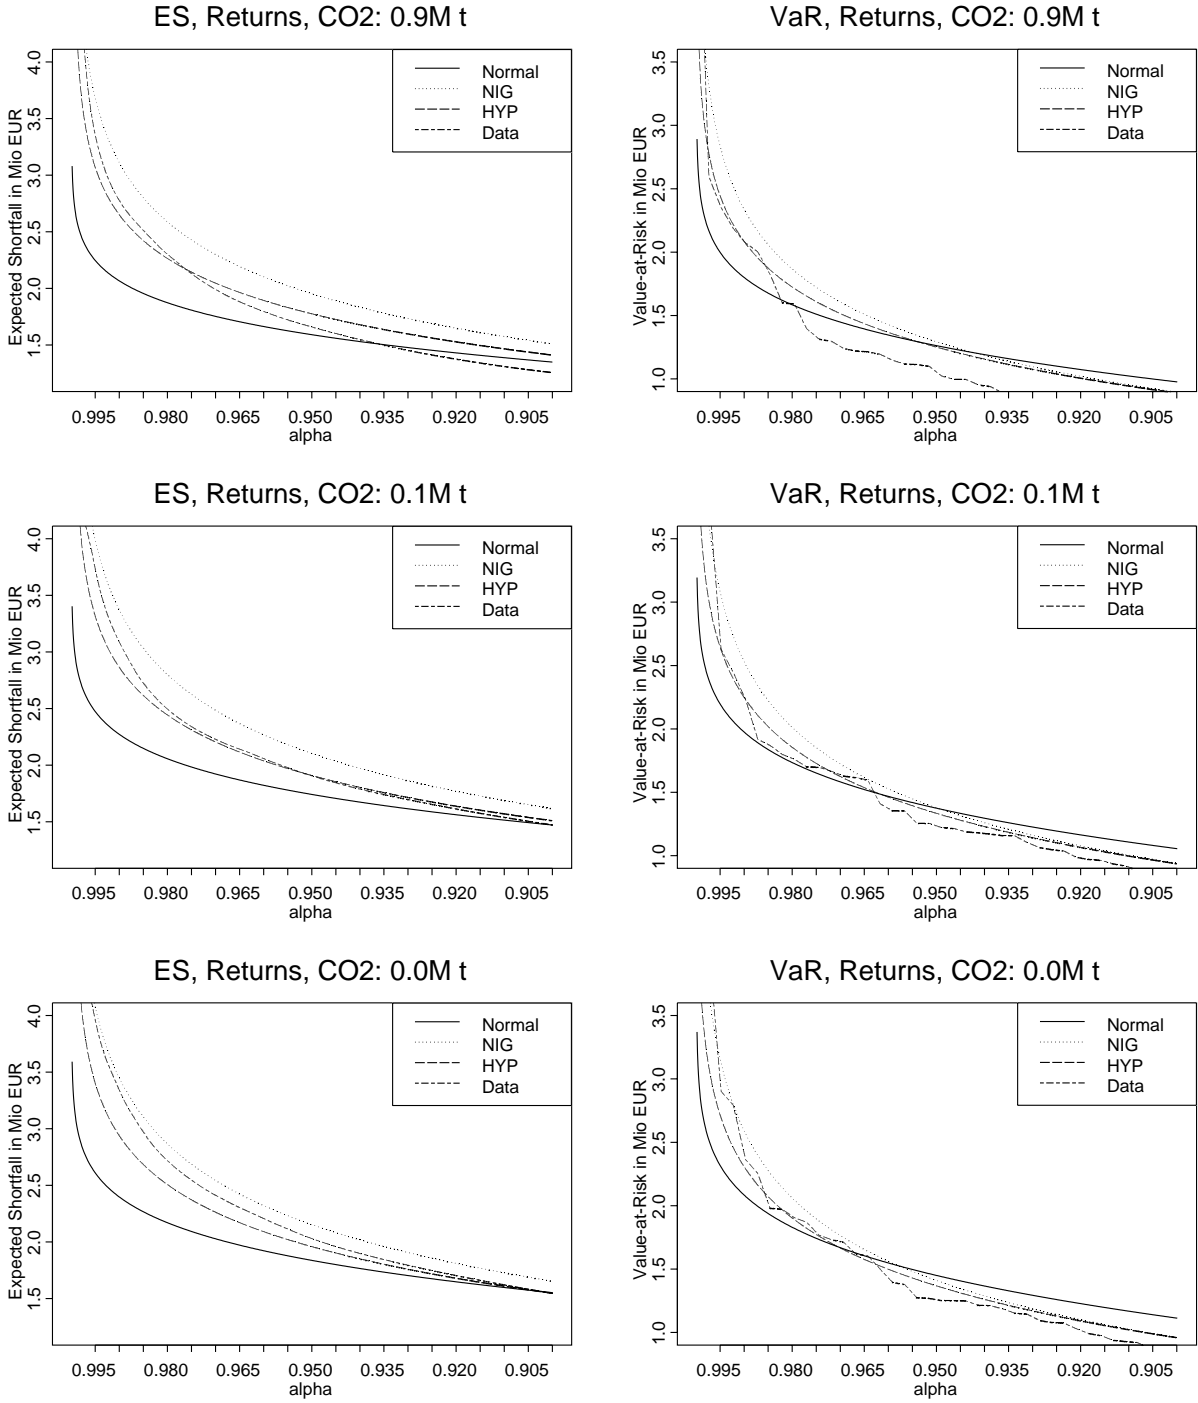 ES, Returns, CO2: 0.9M t
Expected Shortfall in Mio EUR
4.0
3.5
3.0
2.5
2.0
1.5
Normal
NIG
HYP
Data
0.995 0.980 0.965 0.950 0.935 0.920 0.905
alpha
VaR, Returns, CO2: 0.9M t
Value-at-Risk in Mio EUR
3.5
3.0
2.5
2.0
1.5
1.0
Normal
NIG
HYP
Data
0.995 0.980 0.965 0.950 0.935 0.920 0.905
alpha
ES, Returns, CO2: 0.1M t
Expected Shortfall in Mio EUR
4.0
3.5
3.0
2.5
2.0
1.5
Normal
NIG
HYP
Data
0.995 0.980 0.965 0.950 0.935 0.920 0.905
alpha
VaR, Returns, CO2: 0.1M t
Value-at-Risk in Mio EUR
3.5
3.0
2.5
2.0
1.5
1.0
Normal
NIG
HYP
Data
0.995 0.980 0.965 0.950 0.935 0.920 0.905
alpha
ES, Returns, CO2: 0.0M t
Expected Shortfall in Mio EUR
4.0
3.5
3.0
2.5
2.0
1.5
Normal
NIG
HYP
Data
0.995 0.980 0.965 0.950 0.935 0.920 0.905
alpha
VaR, Returns, CO2: 0.0M t
Value-at-Risk in Mio EUR
3.5
3.0
2.5
2.0
1.5
1.0
Normal
NIG
HYP
Data
0.995 0.980 0.965 0.950 0.935 0.920 0.905
alpha